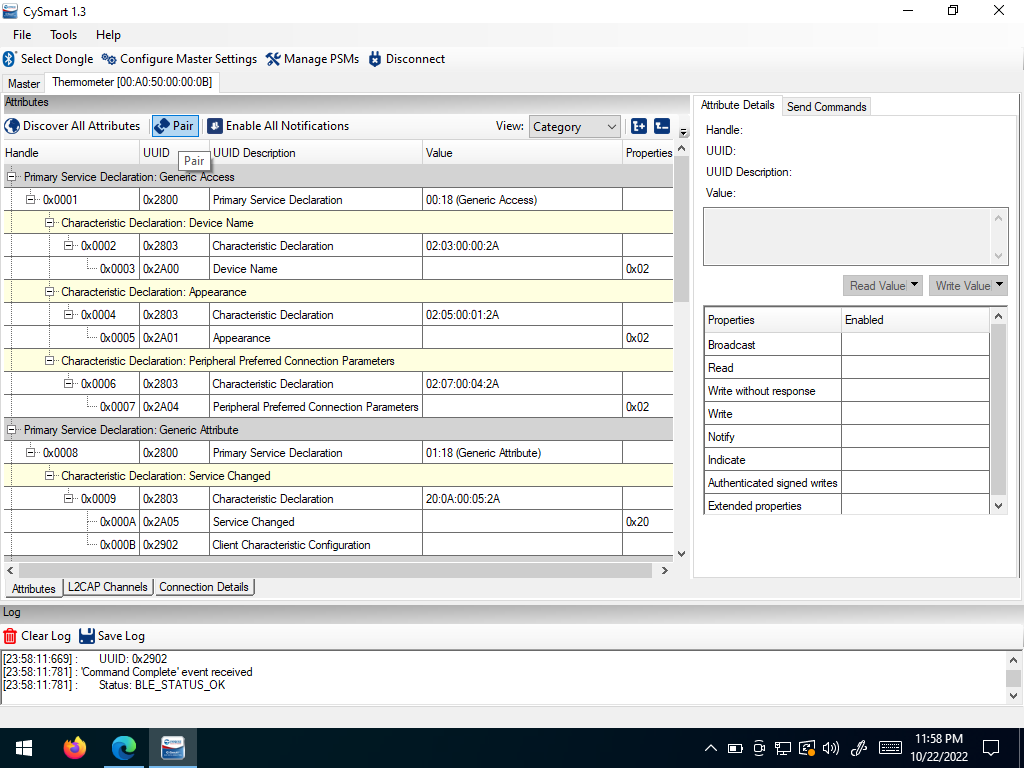 CySmart 1.3
File Tools Help
Select Dongle Configure Master Settings Manage PSMs Disconnect
Master Thermometer [00:A0:50:00:00:0B]
Attributes
Discover All Attributes Pair Enable All Notifications View: Category
Handle UUID UUID Description Value Properties
Pair
Primary Service Declaration: Generic Access
0x0001 0x2800 Primary Service Declaration 00:18 (Generic Access)
Characteristic Declaration: Device Name
0x0002 0x2803 Characteristic Declaration 02:03:00:00:2A
0x0003 0x2A00 Device Name 0x02
Characteristic Declaration: Appearance
0x0004 0x2803 Characteristic Declaration 02:05:00:01:2A
0x0005 0x2A01 Appearance 0x02
Characteristic Declaration: Peripheral Preferred Connection Parameters
0x0006 0x2803 Characteristic Declaration 02:07:00:04:2A
0x0007 0x2A04 Peripheral Preferred Connection Parameters 0x02
Primary Service Declaration: Generic Attribute
0x0008 0x2800 Primary Service Declaration 01:18 (Generic Attribute)
Characteristic Declaration: Service Changed
0x0009 0x2803 Characteristic Declaration 20:0A:00:05:2A
0x000A 0x2A05 Service Changed 0x20
0x000B 0x2902 Client Characteristic Configuration
Attributes L2CAP Channels Connection Details
Attribute Details Send Commands
Handle:
UUID:
UUID Description:
Value:
Read Value Write Value
Properties Enabled
Broadcast
Read
Write without response
Write
Notify
Indicate
Authenticated signed writes
Extended properties
Log
Clear Log Save Log
[23:58:11:669] : UUID: 0x2902
[23:58:11:781] : 'Command Complete' event received
[23:58:11:781] : Status: BLE_STATUS_OK
11:58 PM
10/22/2022